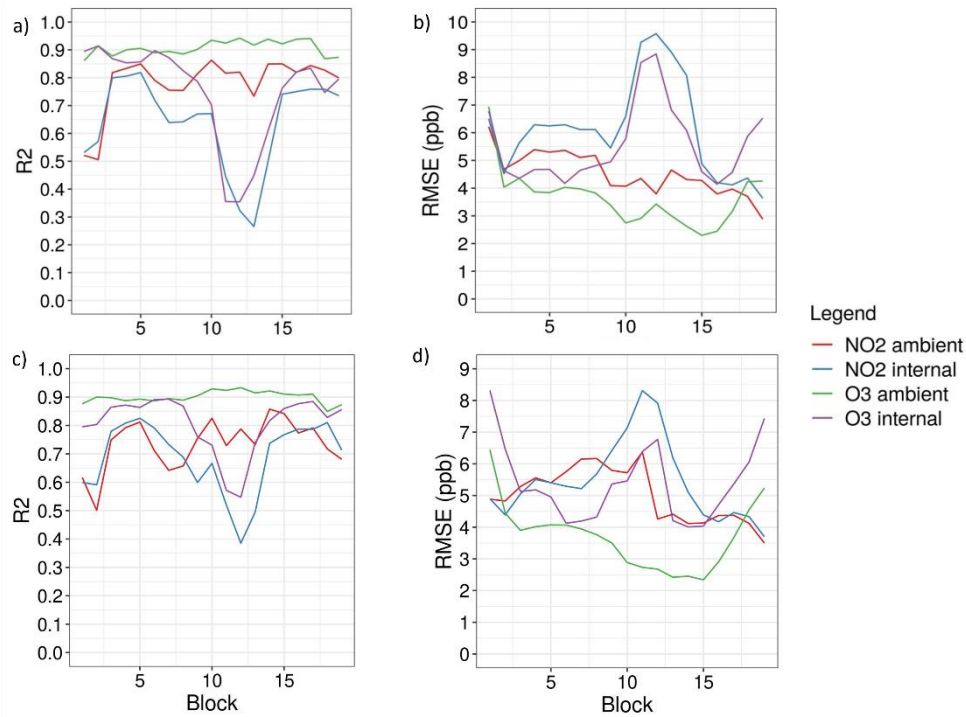 a)
1.0
0.9
0.8
0.7
0.6
0.5
0.4
0.3
0.2
0.1
0.0
R2
5 10 15
b)
10
9
8
7
6
5
4
3
2
1
0
RMSE (ppb)
5 10 15
c)
1.0
0.9
0.8
0.7
0.6
0.5
0.4
0.3
0.2
0.1
0.0
R2
5 10 15
Block
d)
9
8
7
6
5
4
3
2
1
0
RMSE (ppb)
5 10 15
Block
Legend
NO2 ambient
NO2 internal
O3 ambient
O3 internal